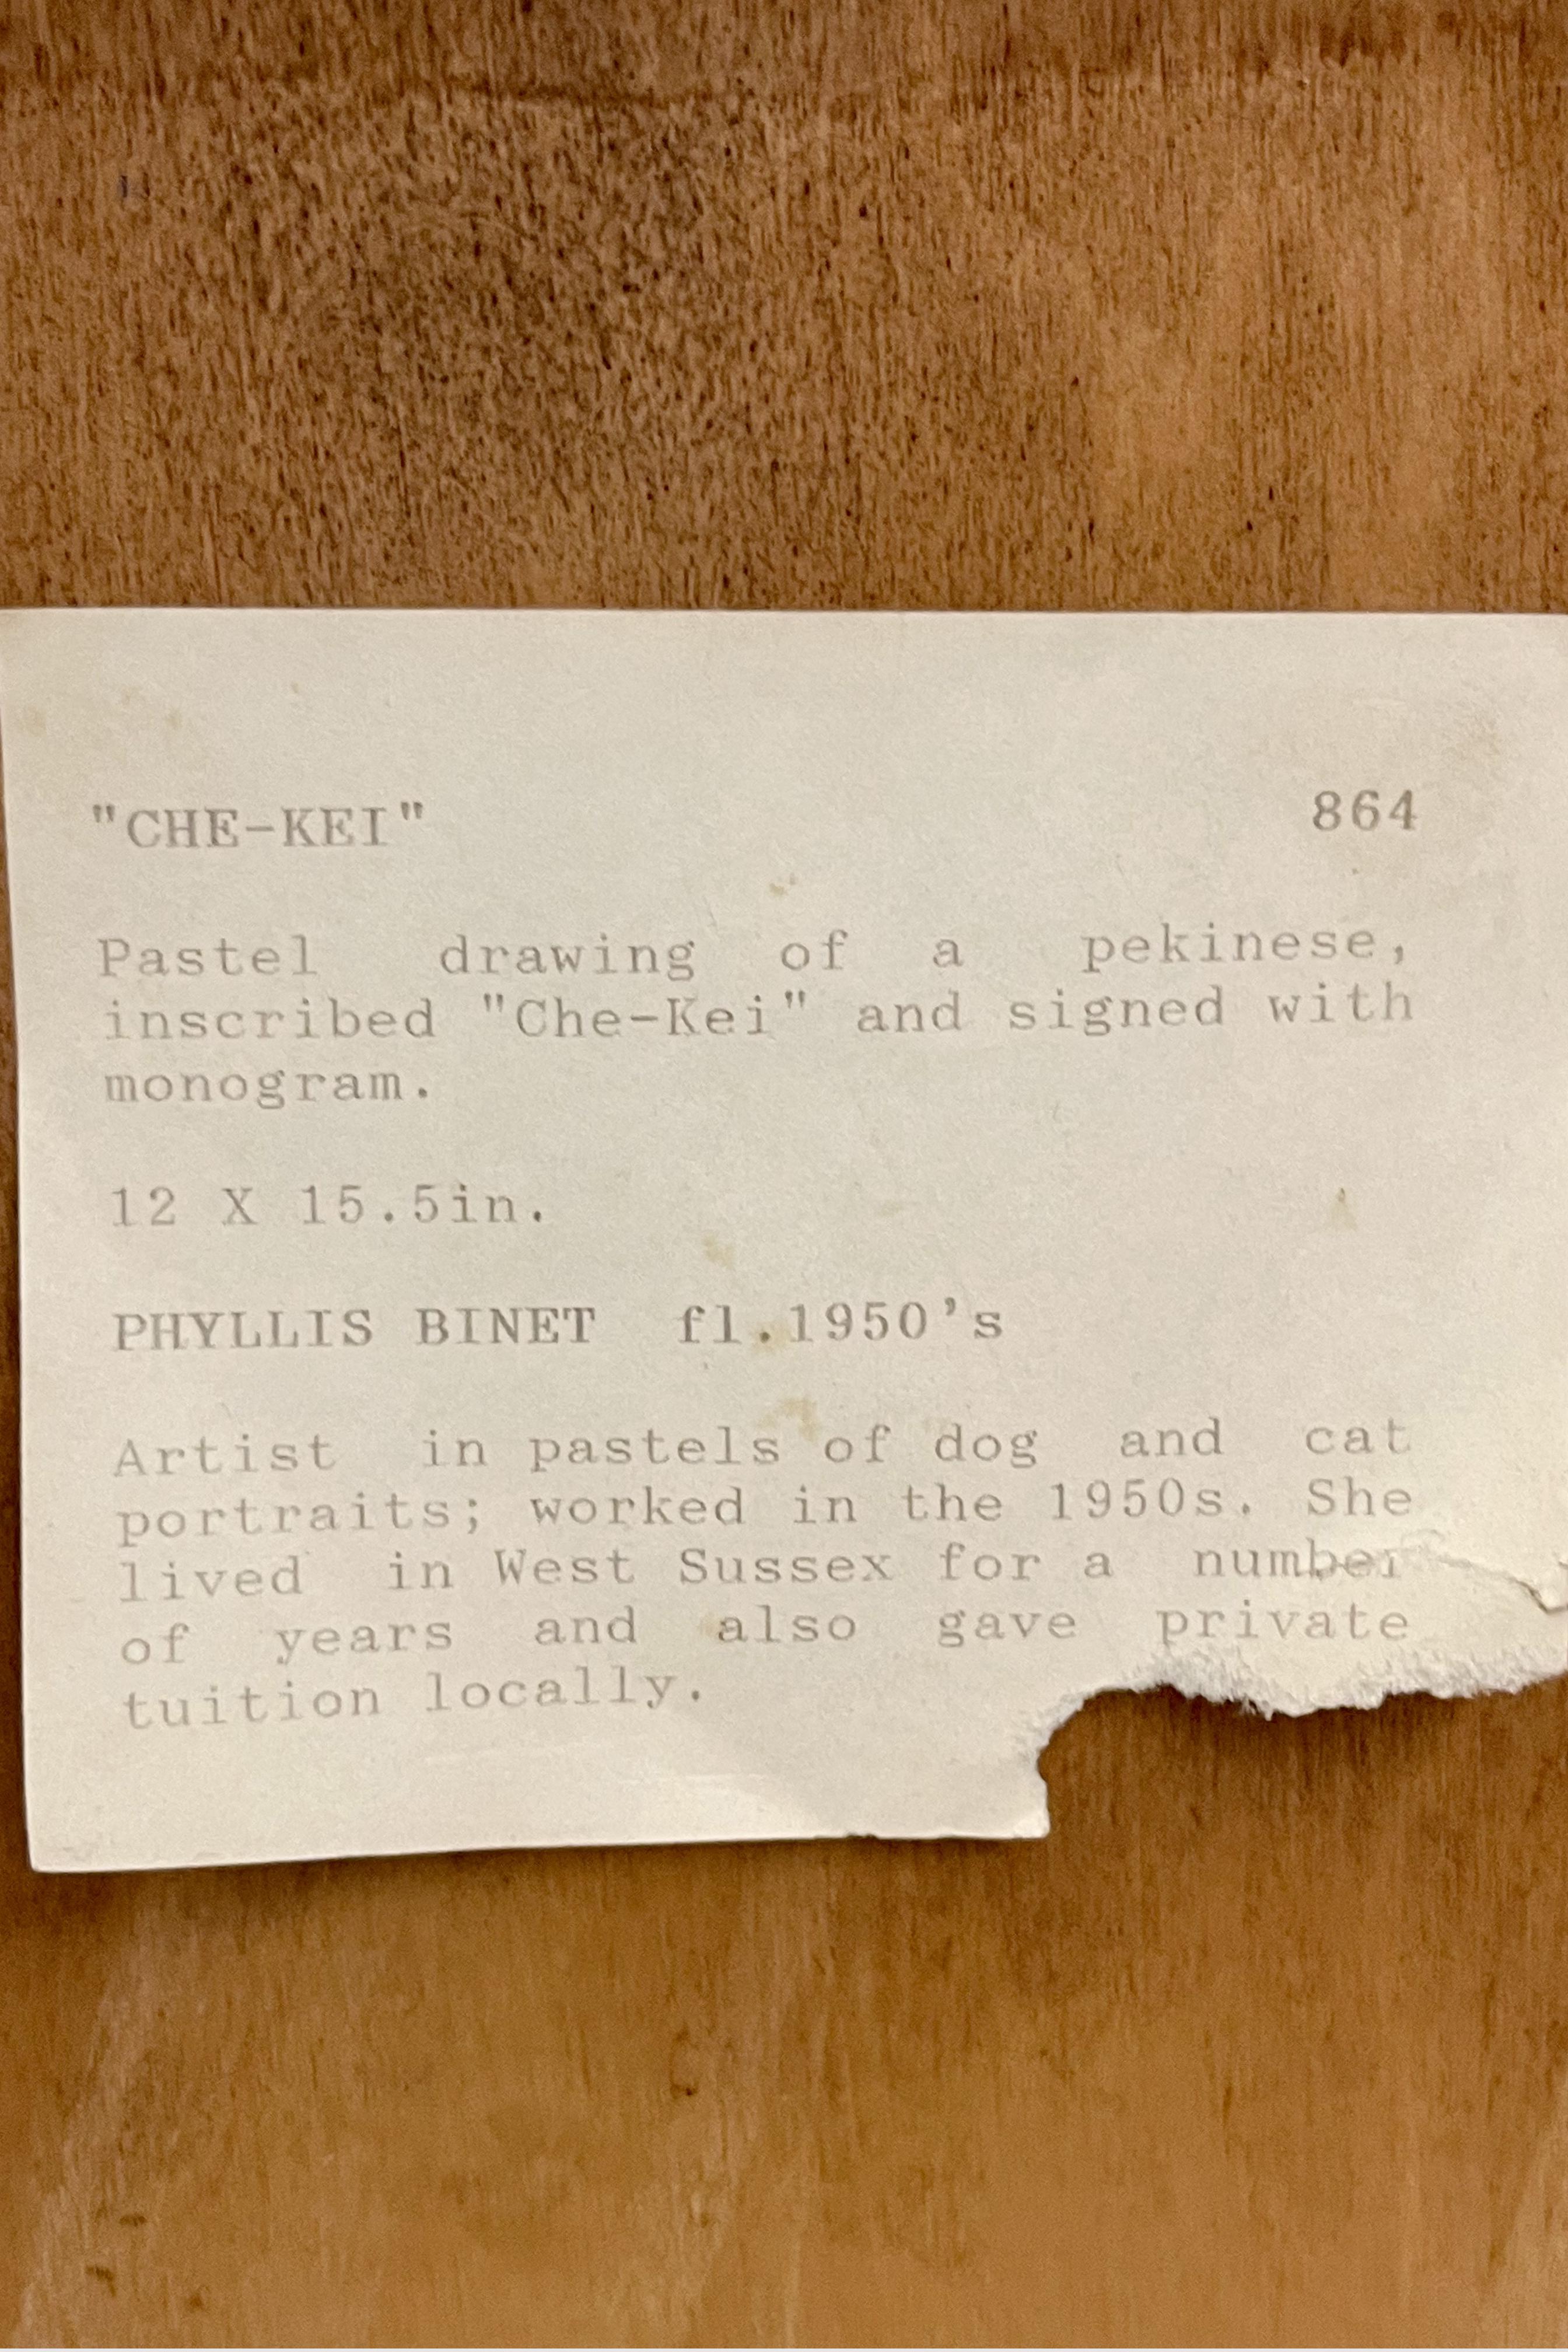 "CHE-KEI" 864
Pastel drawing of a pekinese,
inscribed "Che-Kei" and signed with
monogram.
12 X 15.5in.
PHYLLIS BINET fl.1950's
Artist in pastels of dog and cat
portraits; worked in the 1950s. She
lived in West Sussex for a number
of years and also gave private
tuition locally.